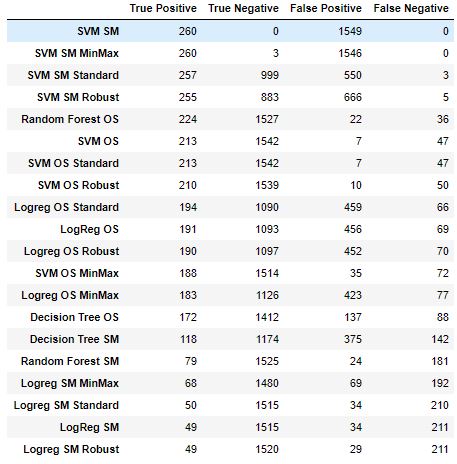 True Positive True Negative False Positive False Negative
SVM SM 260 0 1549 0
SVM SM MinMax 260 3 1546 0
SVM SM Standard 257 999 550 3
SVM SM Robust 255 883 666 5
Random Forest OS 224 1527 22 36
SVM OS 213 1542 7 47
SVM OS Standard 213 1542 7 47
SVM OS Robust 210 1539 10 50
Logreg OS Standard 194 1090 459 66
LogReg OS 191 1093 456 69
Logreg OS Robust 190 1097 452 70
SVM OS MinMax 188 1514 35 72
Logreg OS MinMax 183 1126 423 77
Decision Tree OS 172 1412 137 88
Decision Tree SM 118 1174 375 142
Random Forest SM 79 1525 24 181
Logreg SM MinMax 68 1480 69 192
Logreg SM Standard 50 1515 34 210
LogReg SM 49 1515 34 211
Logreg SM Robust 49 1520 29 211